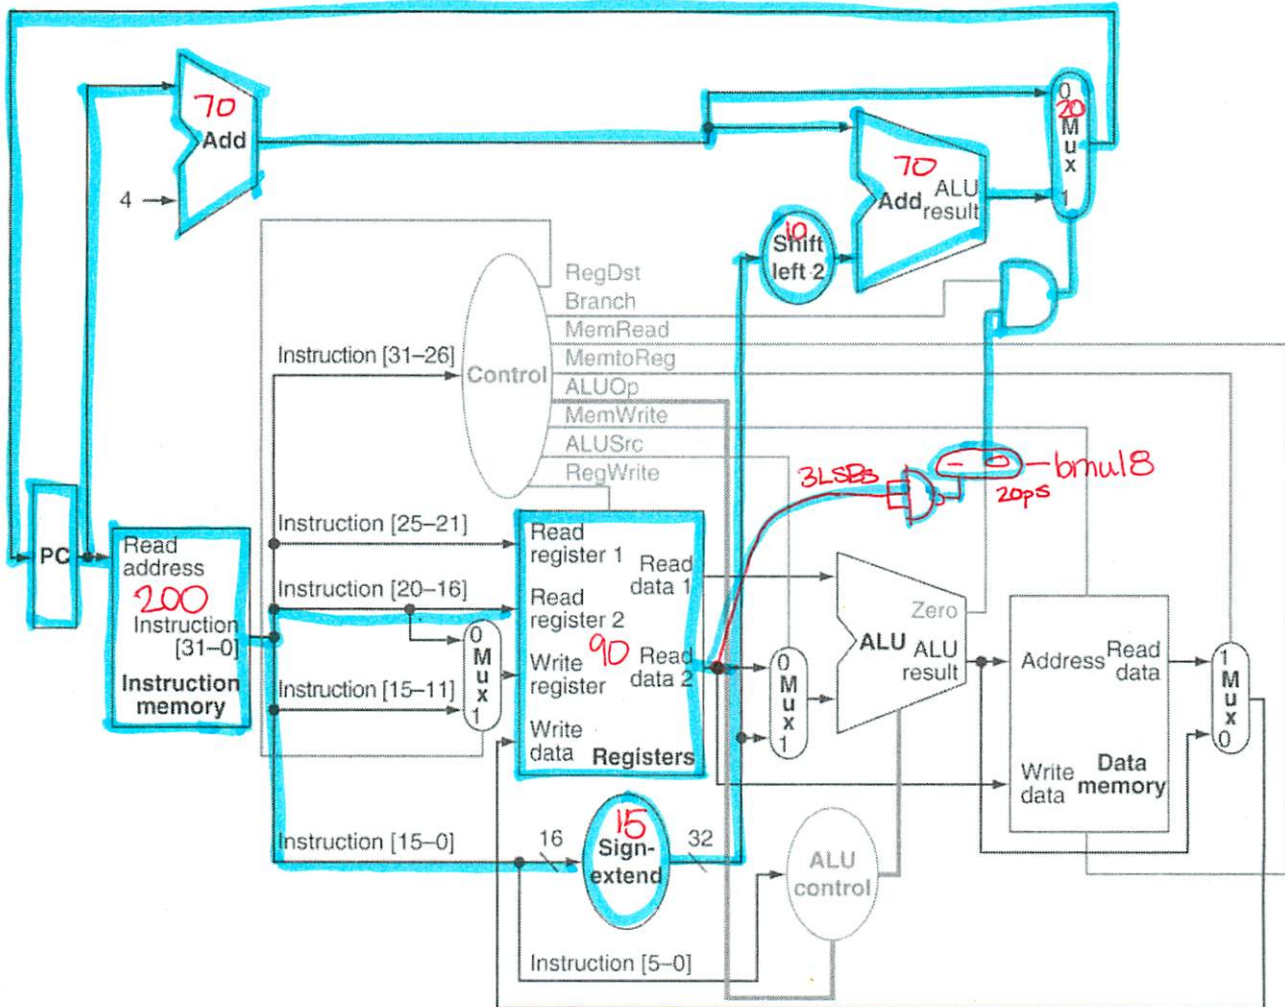 70
Add
4
0
20
Mux
1
70
Add
ALU
result
10
Shift
left 2
RegDst
Branch
MemRead
MemtoReg
ALUOp
MemWrite
ALUSrc
RegWrite
Instruction [31–26]
Control
3LSBs
bmul8
20ps
Instruction [25–21]
PC
Read
address
200
Instruction
[31–0]
Instruction
memory
Instruction [20–16]
0
Mux
1
Instruction [15–11]
Read
register 1
Read
data 1
Read
register 2
90
Write
register
Read
data 2
Write
data
Registers
0
Mux
1
Zero
ALU
ALU
result
Address
Read
data
Write
data
Data
memory
1
Mux
0
Instruction [15–0]
16
15
Sign-
extend
32
ALU
control
Instruction [5–0]